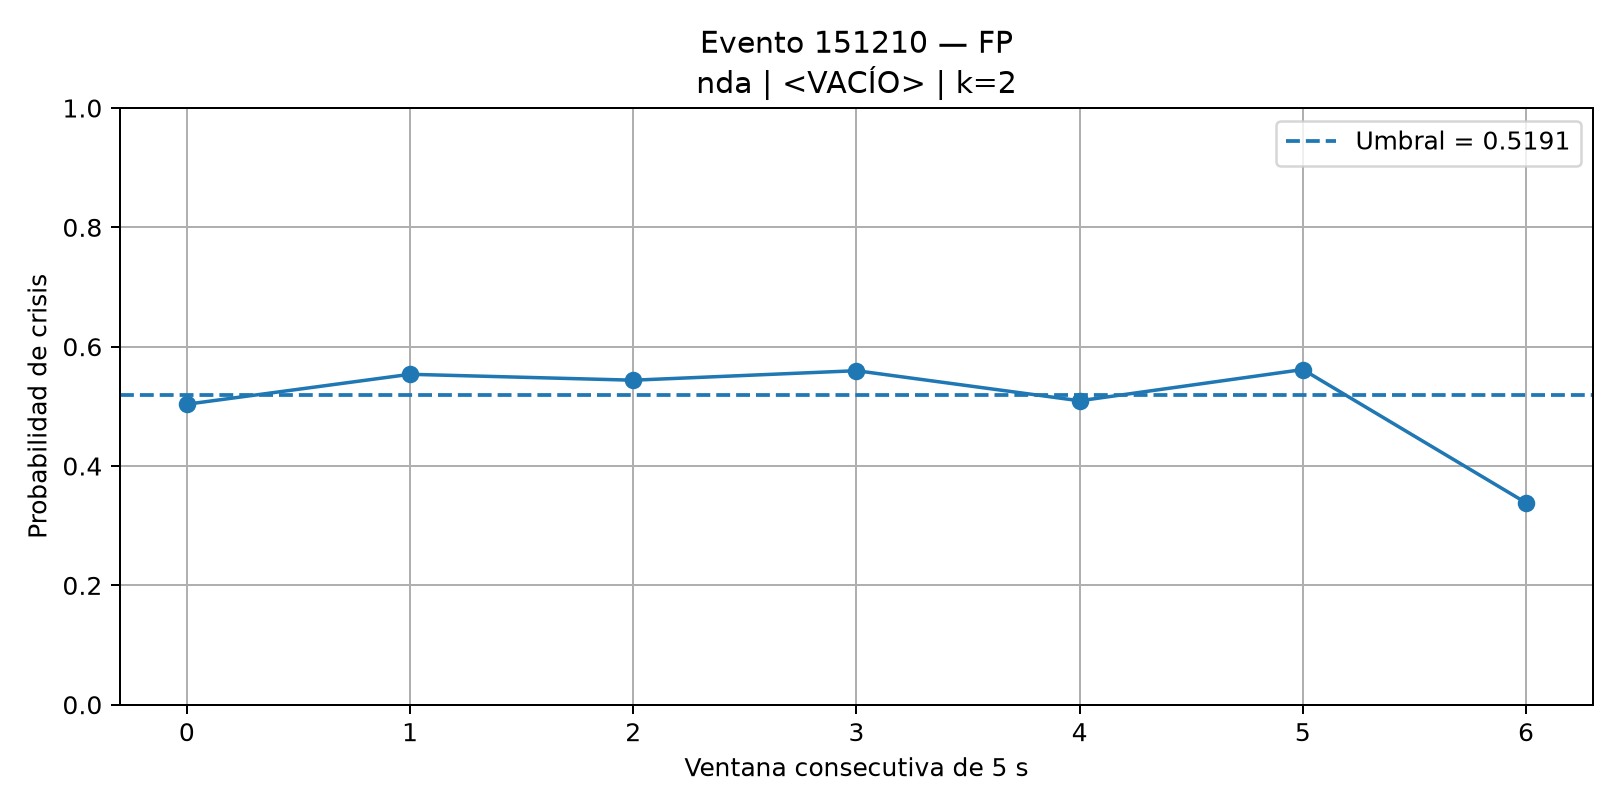 Evento 151210 — FP
nda | <VACÍO> | k=2
Umbral = 0.5191
Probabilidad de crisis
1.0
0.8
0.6
0.4
0.2
0.0
0 1 2 3 4 5 6
Ventana consecutiva de 5 s